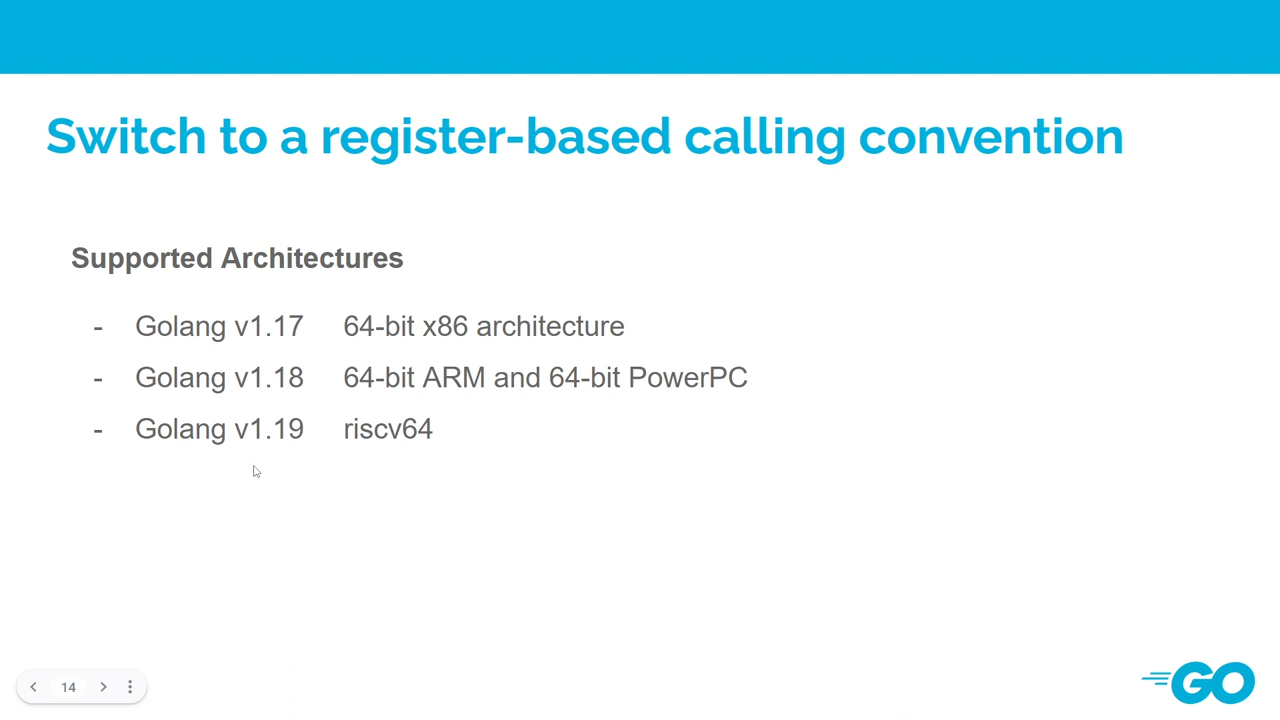 Switch to a register-based calling convention
Supported Architectures
- Golang v1.17 64-bit x86 architecture
- Golang v1.18 64-bit ARM and 64-bit PowerPC
- Golang v1.19 riscv64
14
GO